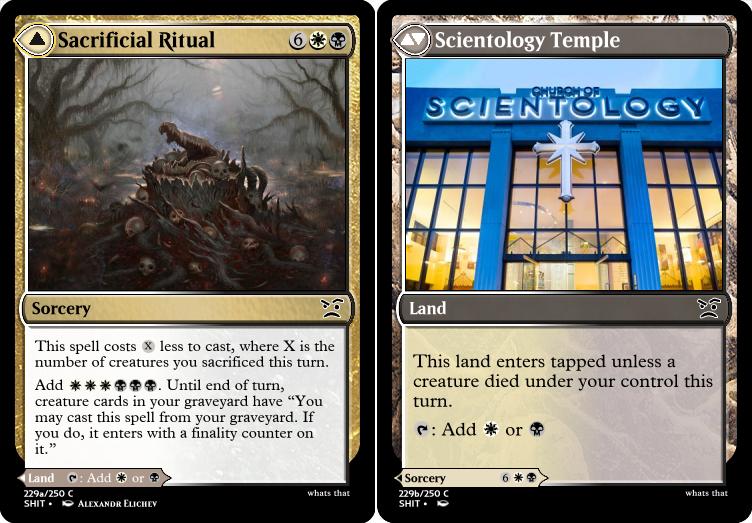 Sacrificial Ritual 6
Sorcery
This spell costs X less to cast, where X is the
number of creatures you sacrificed this turn.
Add . Until end of turn,
creature cards in your graveyard have “You
may cast this spell from your graveyard. If
you do, it enters with a finality counter on
it.”
Land : Add or
229a/250 C
SHIT • Alexandr Elichev
whats that
Scientology Temple
CHURCH OF
SCIENTOLOGY
Land
This land enters tapped unless a
creature died under your control this
turn.
: Add or
Sorcery 6
229b/250 C
SHIT •
whats that